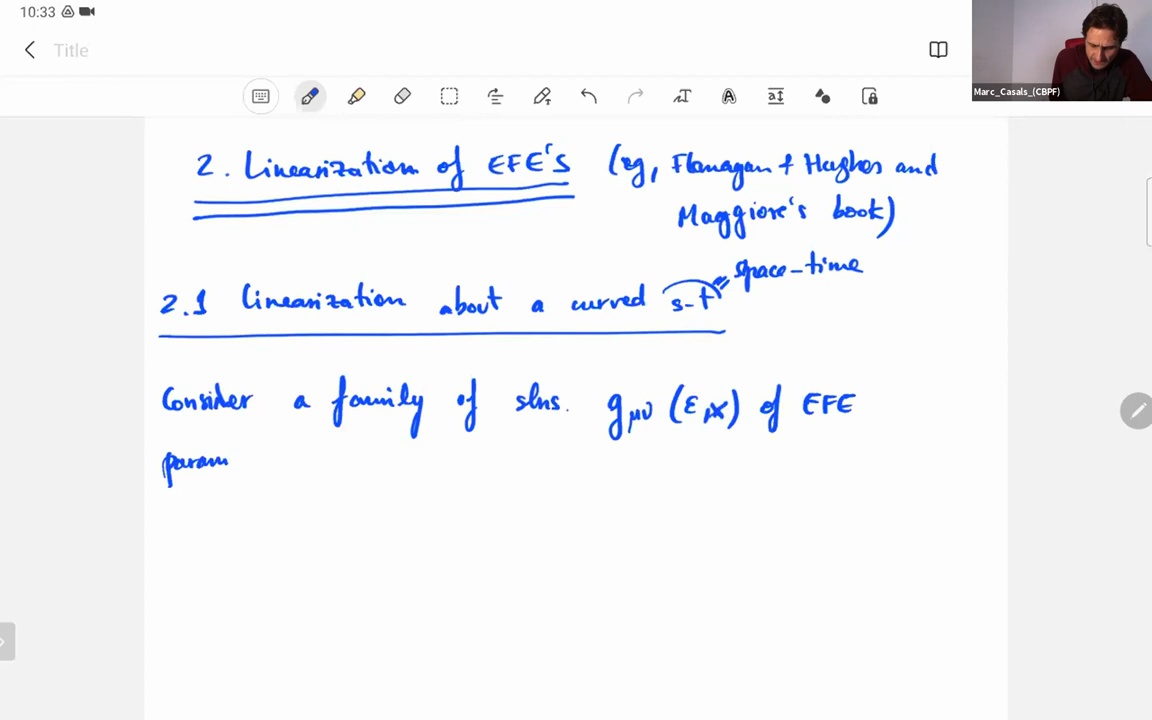 10:33
Title
Marc_Casals_(CBPF)
2. Linearization of EFE's (eg, Flanagan + Hughes and
Maggiore's book)
space-time
2.1 Linearization about a curved s-t
Consider a family of slns. gμν (ε,x) of EFE
param